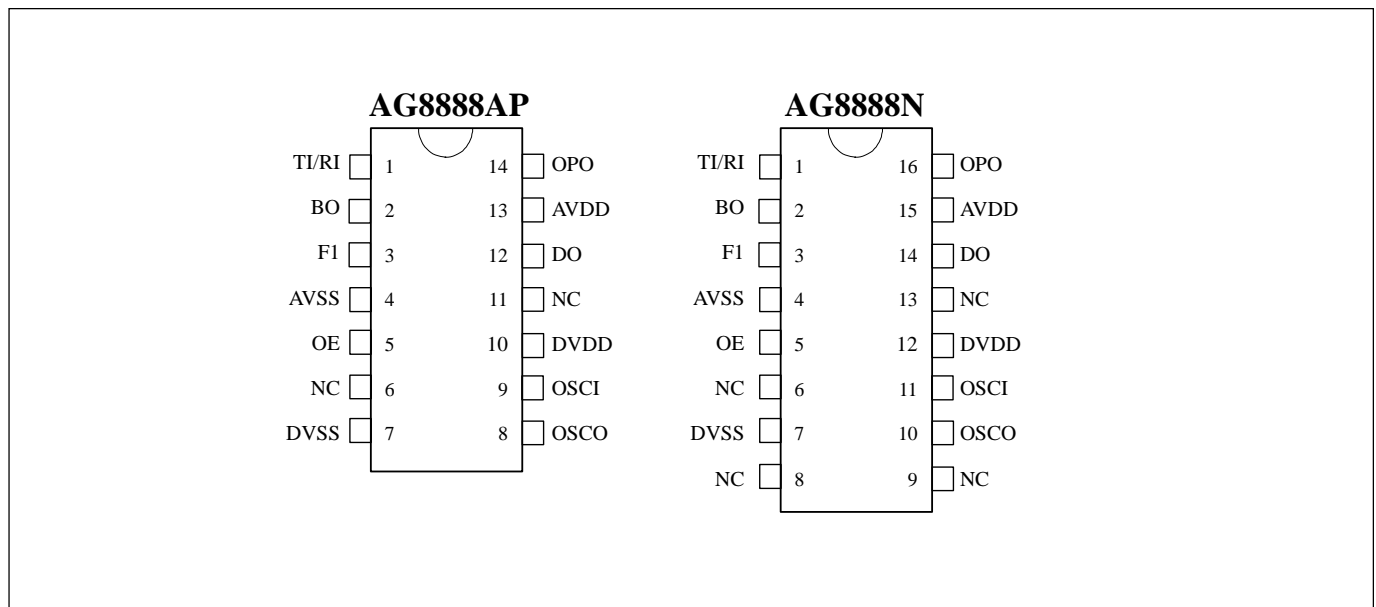 AG8888AP AG8888N
TI/RI 1 14 OPO TI/RI 1 16 OPO
BO 2 13 AVDD BO 2 15 AVDD
F1 3 12 DO F1 3 14 DO
AVSS 4 11 NC AVSS 4 13 NC
OE 5 10 DVDD OE 5 12 DVDD
NC 6 9 OSCI NC 6 11 OSCI
DVSS 7 8 OSCO DVSS 7 10 OSCO
NC 8 9 NC